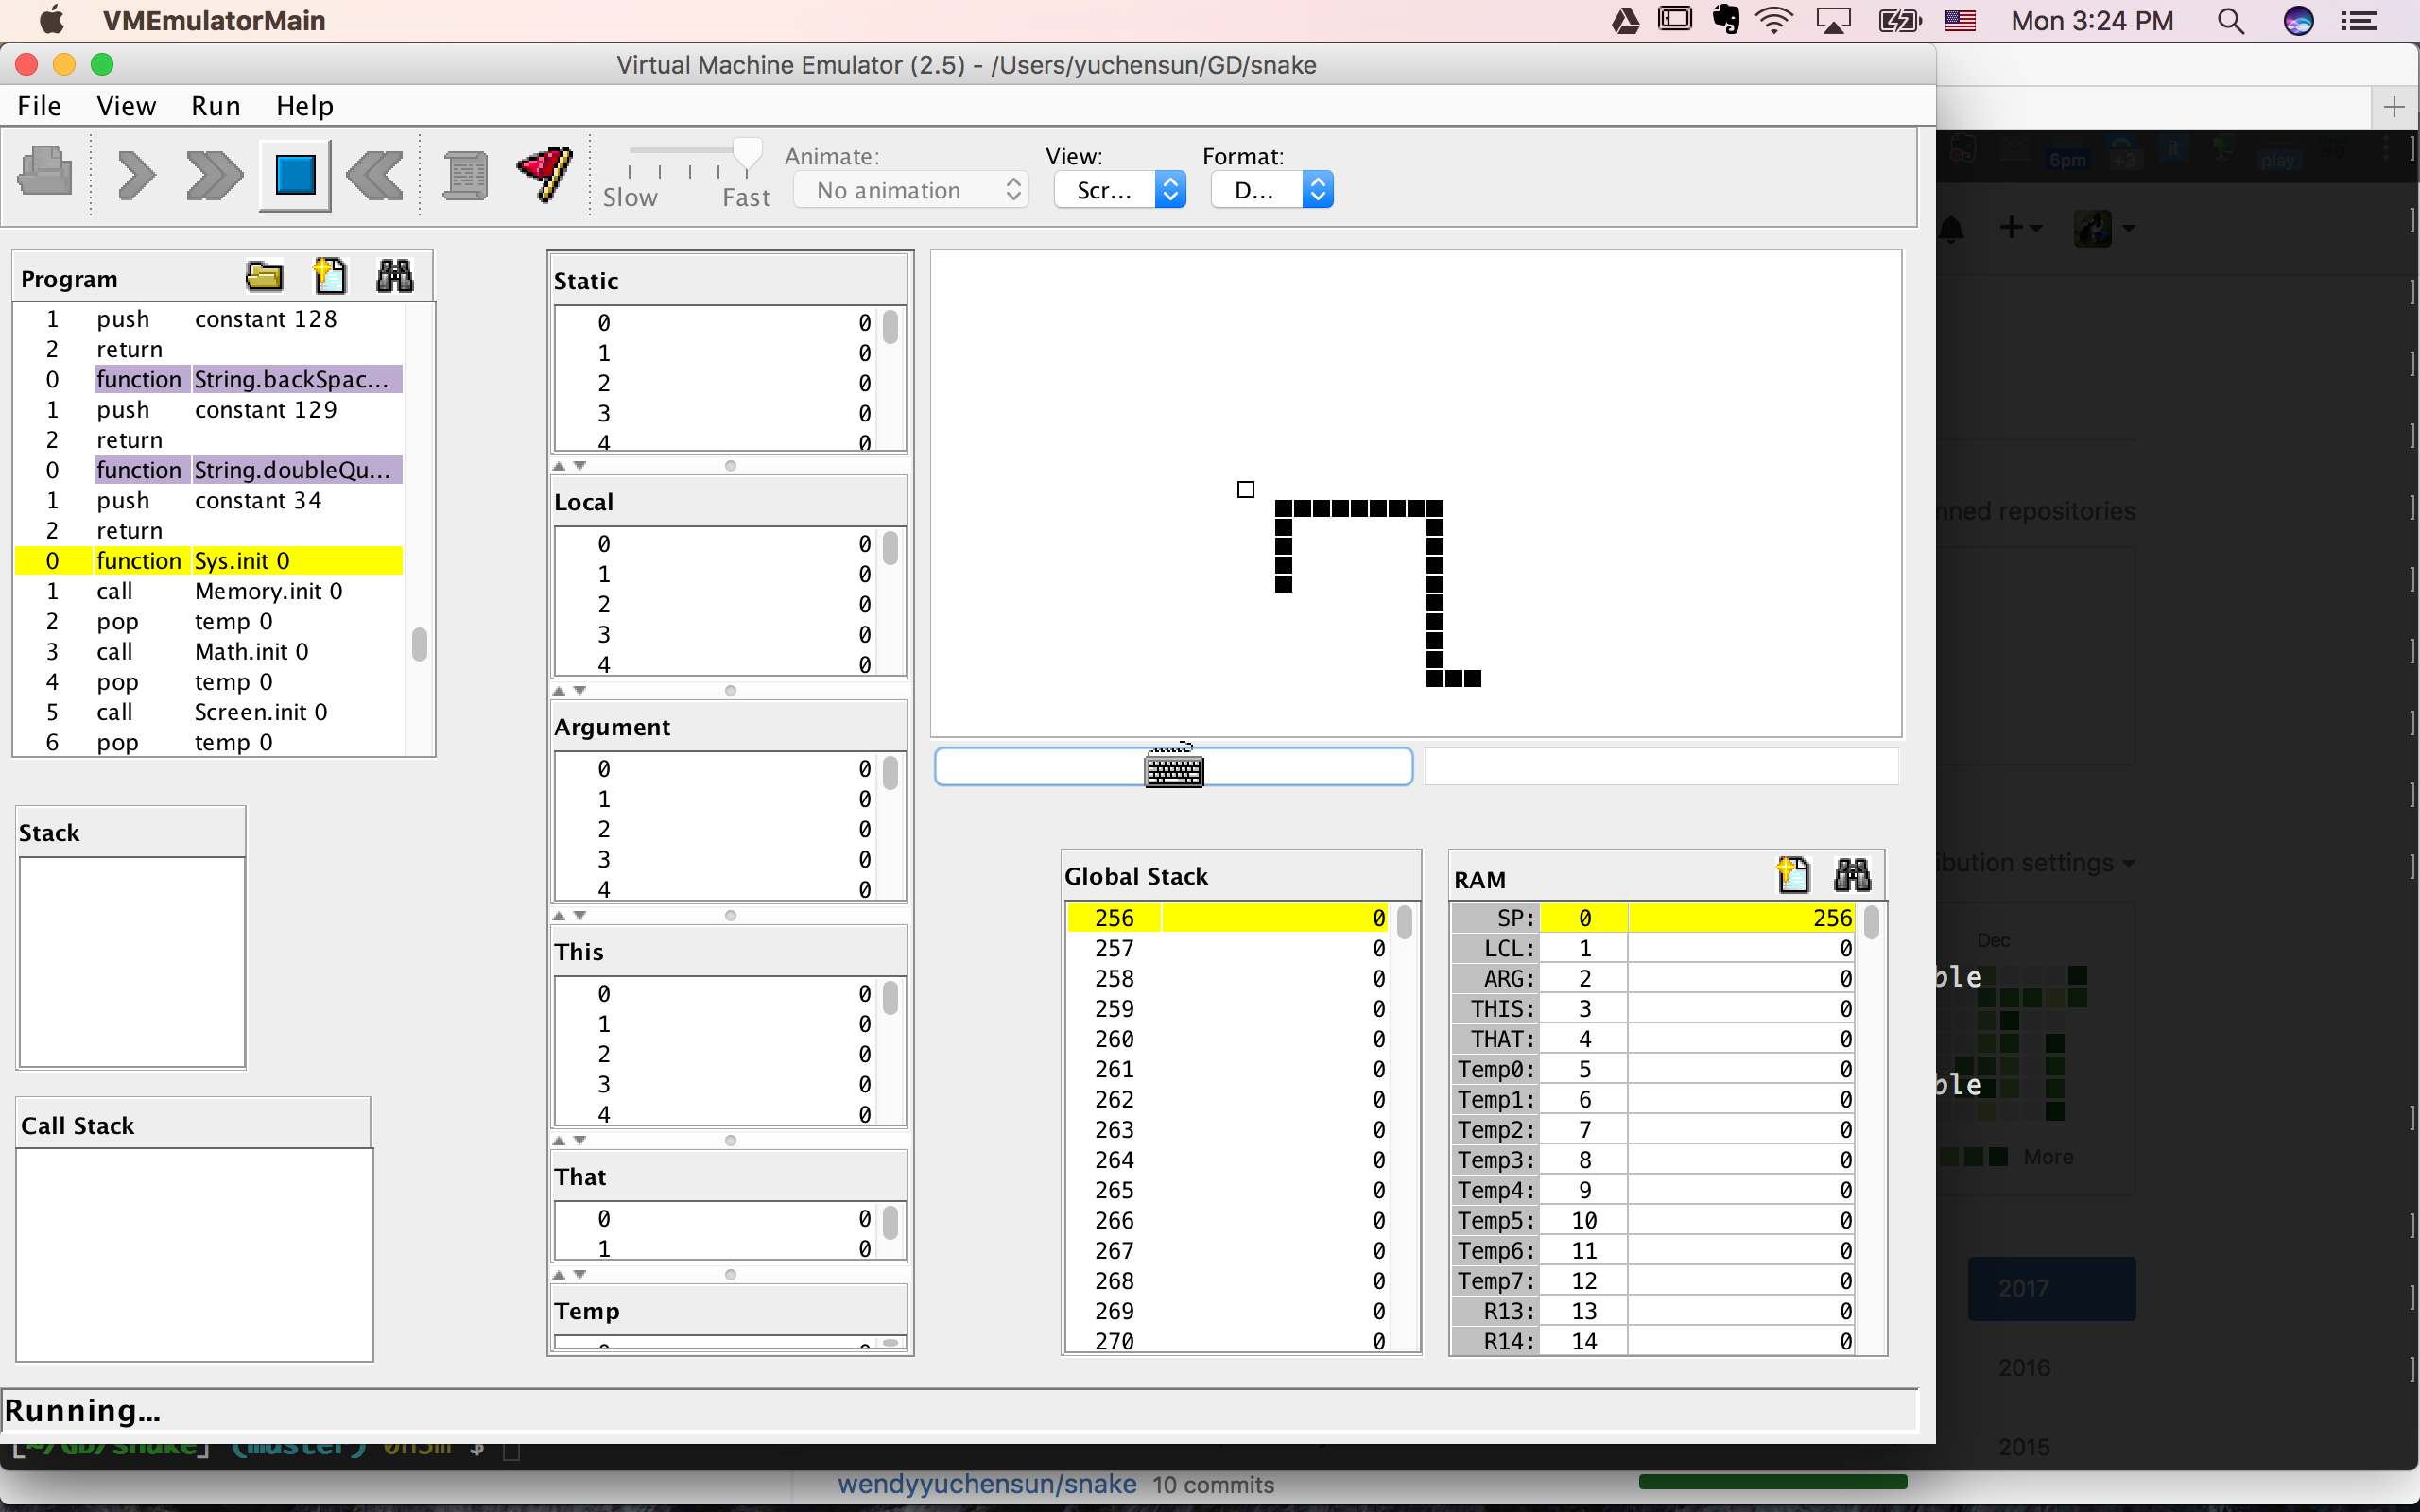 VMEmulatorMain
Mon 3:24 PM
Virtual Machine Emulator (2.5) - /Users/yuchensun/GD/snake
File View Run Help
Slow Fast
Animate:
No animation
View:
Scr...
Format:
D...
6pm +3 it play
Program
1 push constant 128
2 return
0 function String.backSpac...
1 push constant 129
2 return
0 function String.doubleQu...
1 push constant 34
2 return
0 function Sys.init 0
1 call Memory.init 0
2 pop temp 0
3 call Math.init 0
4 pop temp 0
5 call Screen.init 0
6 pop temp 0
Stack
Call Stack
Static
0 0
1 0
2 0
3 0
4 0
Local
0 0
1 0
2 0
3 0
4 0
Argument
0 0
1 0
2 0
3 0
4 0
This
0 0
1 0
2 0
3 0
4 0
That
0 0
1 0
Temp
Global Stack
256 0
257 0
258 0
259 0
260 0
261 0
262 0
263 0
264 0
265 0
266 0
267 0
268 0
269 0
270 0
RAM
SP: 0 256
LCL: 1 0
ARG: 2 0
THIS: 3 0
THAT: 4 0
Temp0: 5 0
Temp1: 6 0
Temp2: 7 0
Temp3: 8 0
Temp4: 9 0
Temp5: 10 0
Temp6: 11 0
Temp7: 12 0
R13: 13 0
R14: 14 0
nned repositories
ibution settings
Dec
ble
ble
More
2017
2016
2015
Running...
[~/GD/snake] (master) 0h5m $
wendyyuchensun/snake 10 commits